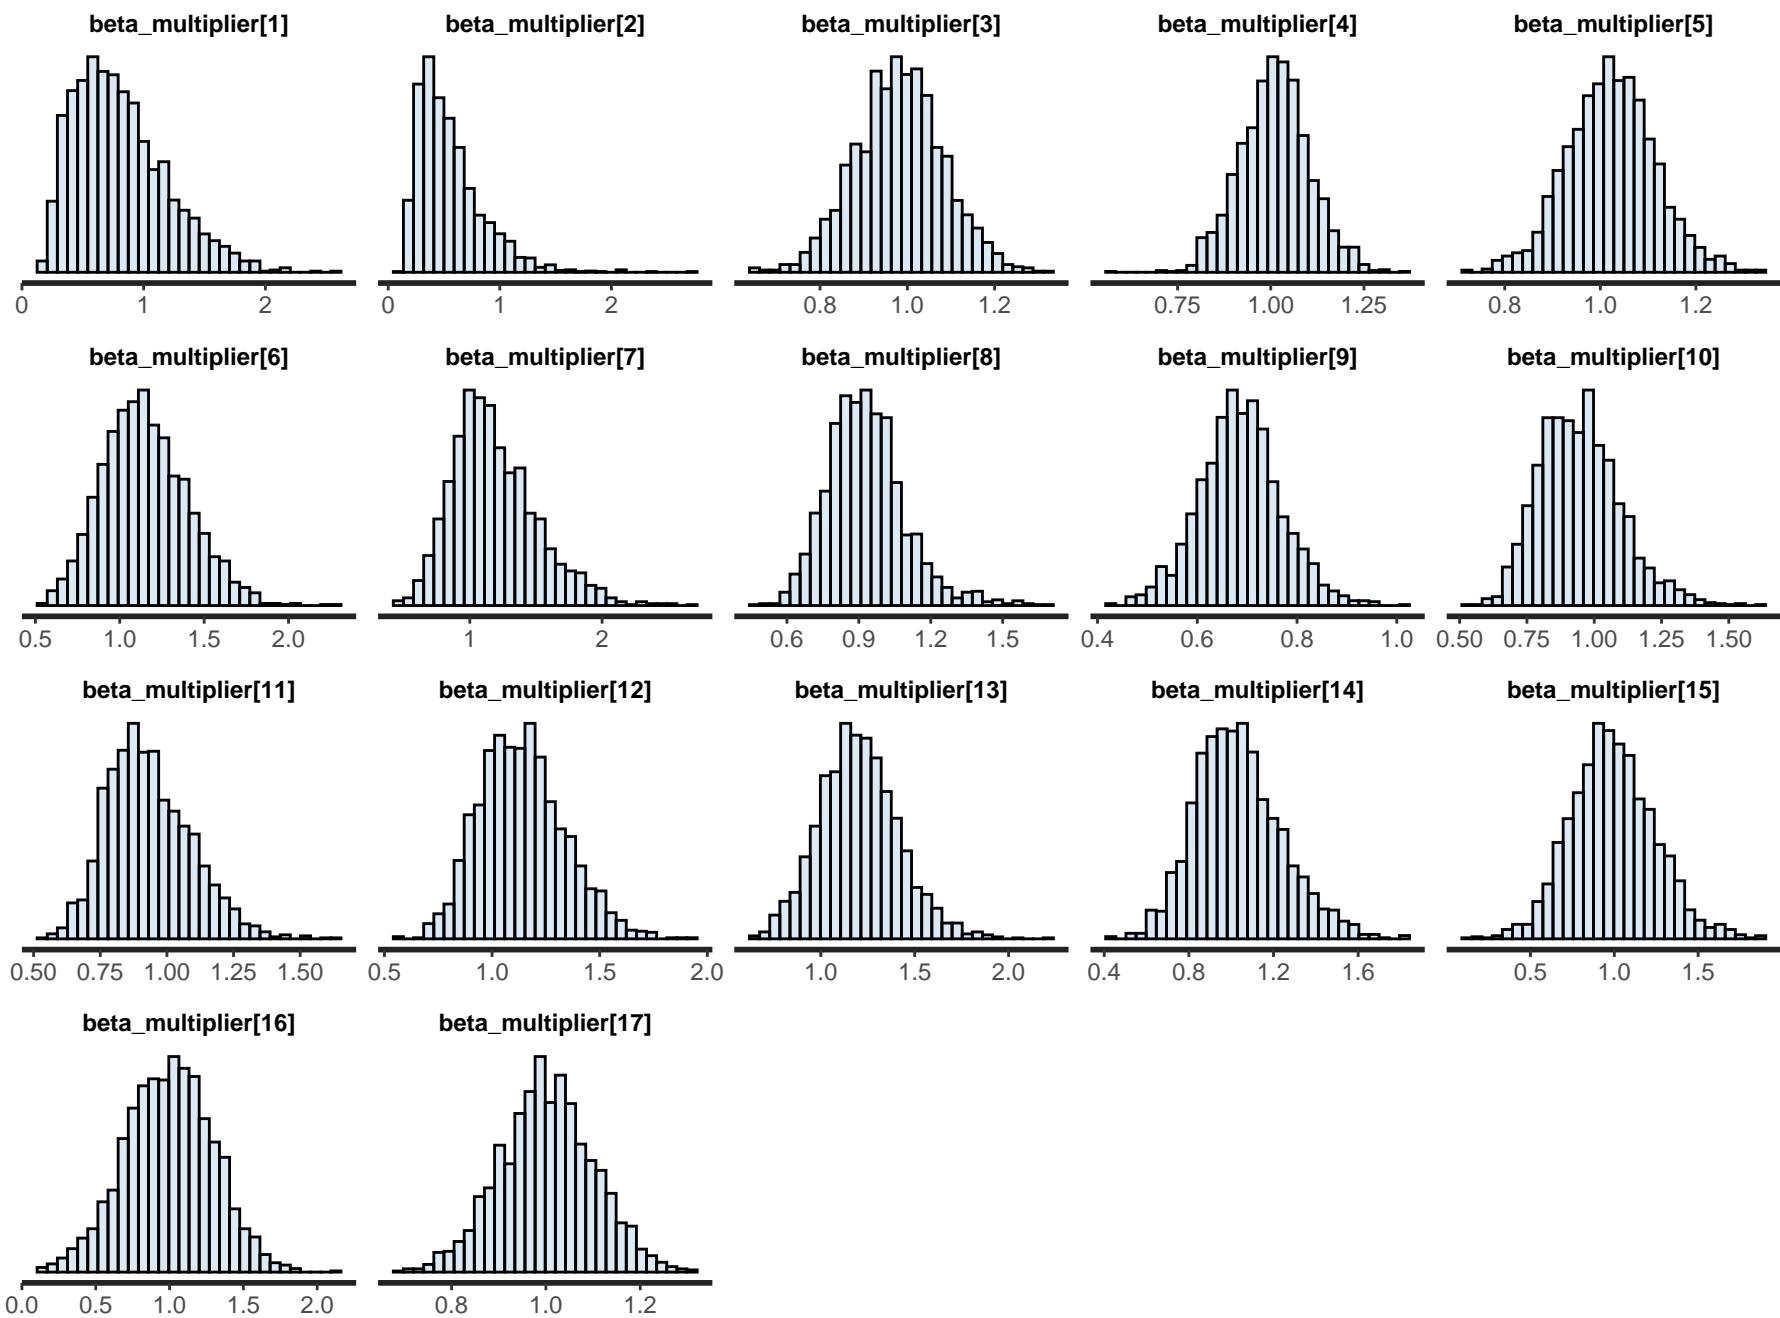 beta_multiplier[1] beta_multiplier[2] beta_multiplier[3] beta_multiplier[4] beta_multiplier[5]
0 1 2 0 1 2 0.8 1.0 1.2 0.75 1.00 1.25 0.8 1.0 1.2
beta_multiplier[6] beta_multiplier[7] beta_multiplier[8] beta_multiplier[9] beta_multiplier[10]
0.5 1.0 1.5 2.0 1 2 0.6 0.9 1.2 1.5 0.4 0.6 0.8 1.0 0.50 0.75 1.00 1.25 1.50
beta_multiplier[11] beta_multiplier[12] beta_multiplier[13] beta_multiplier[14] beta_multiplier[15]
0.50 0.75 1.00 1.25 1.50 0.5 1.0 1.5 2.0 1.0 1.5 2.0 0.4 0.8 1.2 1.6 0.5 1.0 1.5
beta_multiplier[16] beta_multiplier[17]
0.0 0.5 1.0 1.5 2.0 0.8 1.0 1.2